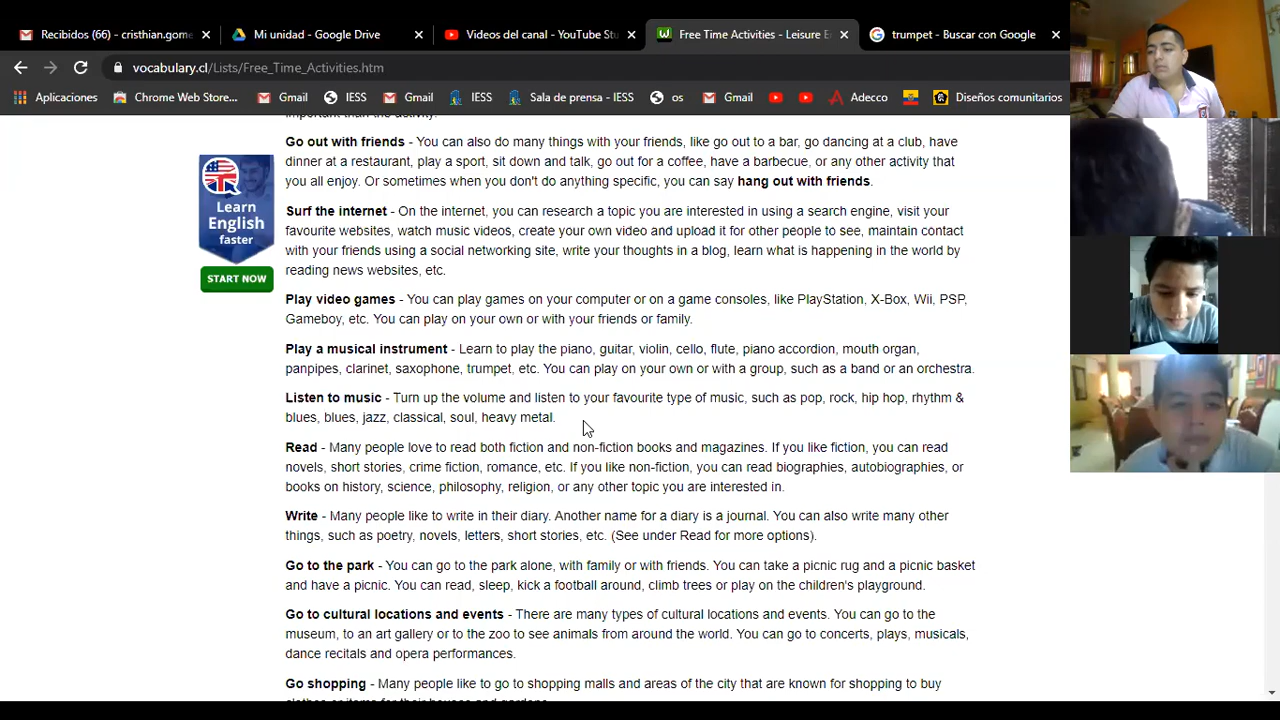 Recibidos (66) - cristhian.gome
Mi unidad - Google Drive
Videos del canal - YouTube Stu
Free Time Activities - Leisure E
trumpet - Buscar con Google
vocabulary.cl/Lists/Free_Time_Activities.htm
Aplicaciones
Chrome Web Store...
Gmail
IESS
Gmail
IESS
Sala de prensa - IESS
os
Gmail
Adecco
Diseños comunitarios
important than the activity.
Go out with friends - You can also do many things with your friends, like go out to a bar, go dancing at a club, have
dinner at a restaurant, play a sport, sit down and talk, go out for a coffee, have a barbecue, or any other activity that
you all enjoy. Or sometimes when you don't do anything specific, you can say hang out with friends.
Learn
English
faster
START NOW
Surf the internet - On the internet, you can research a topic you are interested in using a search engine, visit your
favourite websites, watch music videos, create your own video and upload it for other people to see, maintain contact
with your friends using a social networking site, write your thoughts in a blog, learn what is happening in the world by
reading news websites, etc.
Play video games - You can play games on your computer or on a game consoles, like PlayStation, X-Box, Wii, PSP,
Gameboy, etc. You can play on your own or with your friends or family.
Play a musical instrument - Learn to play the piano, guitar, violin, cello, flute, piano accordion, mouth organ,
panpipes, clarinet, saxophone, trumpet, etc. You can play on your own or with a group, such as a band or an orchestra.
Listen to music - Turn up the volume and listen to your favourite type of music, such as pop, rock, hip hop, rhythm &
blues, blues, jazz, classical, soul, heavy metal.
Read - Many people love to read both fiction and non-fiction books and magazines. If you like fiction, you can read
novels, short stories, crime fiction, romance, etc. If you like non-fiction, you can read biographies, autobiographies, or
books on history, science, philosophy, religion, or any other topic you are interested in.
Write - Many people like to write in their diary. Another name for a diary is a journal. You can also write many other
things, such as poetry, novels, letters, short stories, etc. (See under Read for more options).
Go to the park - You can go to the park alone, with family or with friends. You can take a picnic rug and a picnic basket
and have a picnic. You can read, sleep, kick a football around, climb trees or play on the children's playground.
Go to cultural locations and events - There are many types of cultural locations and events. You can go to the
museum, to an art gallery or to the zoo to see animals from around the world. You can go to concerts, plays, musicals,
dance recitals and opera performances.
Go shopping - Many people like to go to shopping malls and areas of the city that are known for shopping to buy